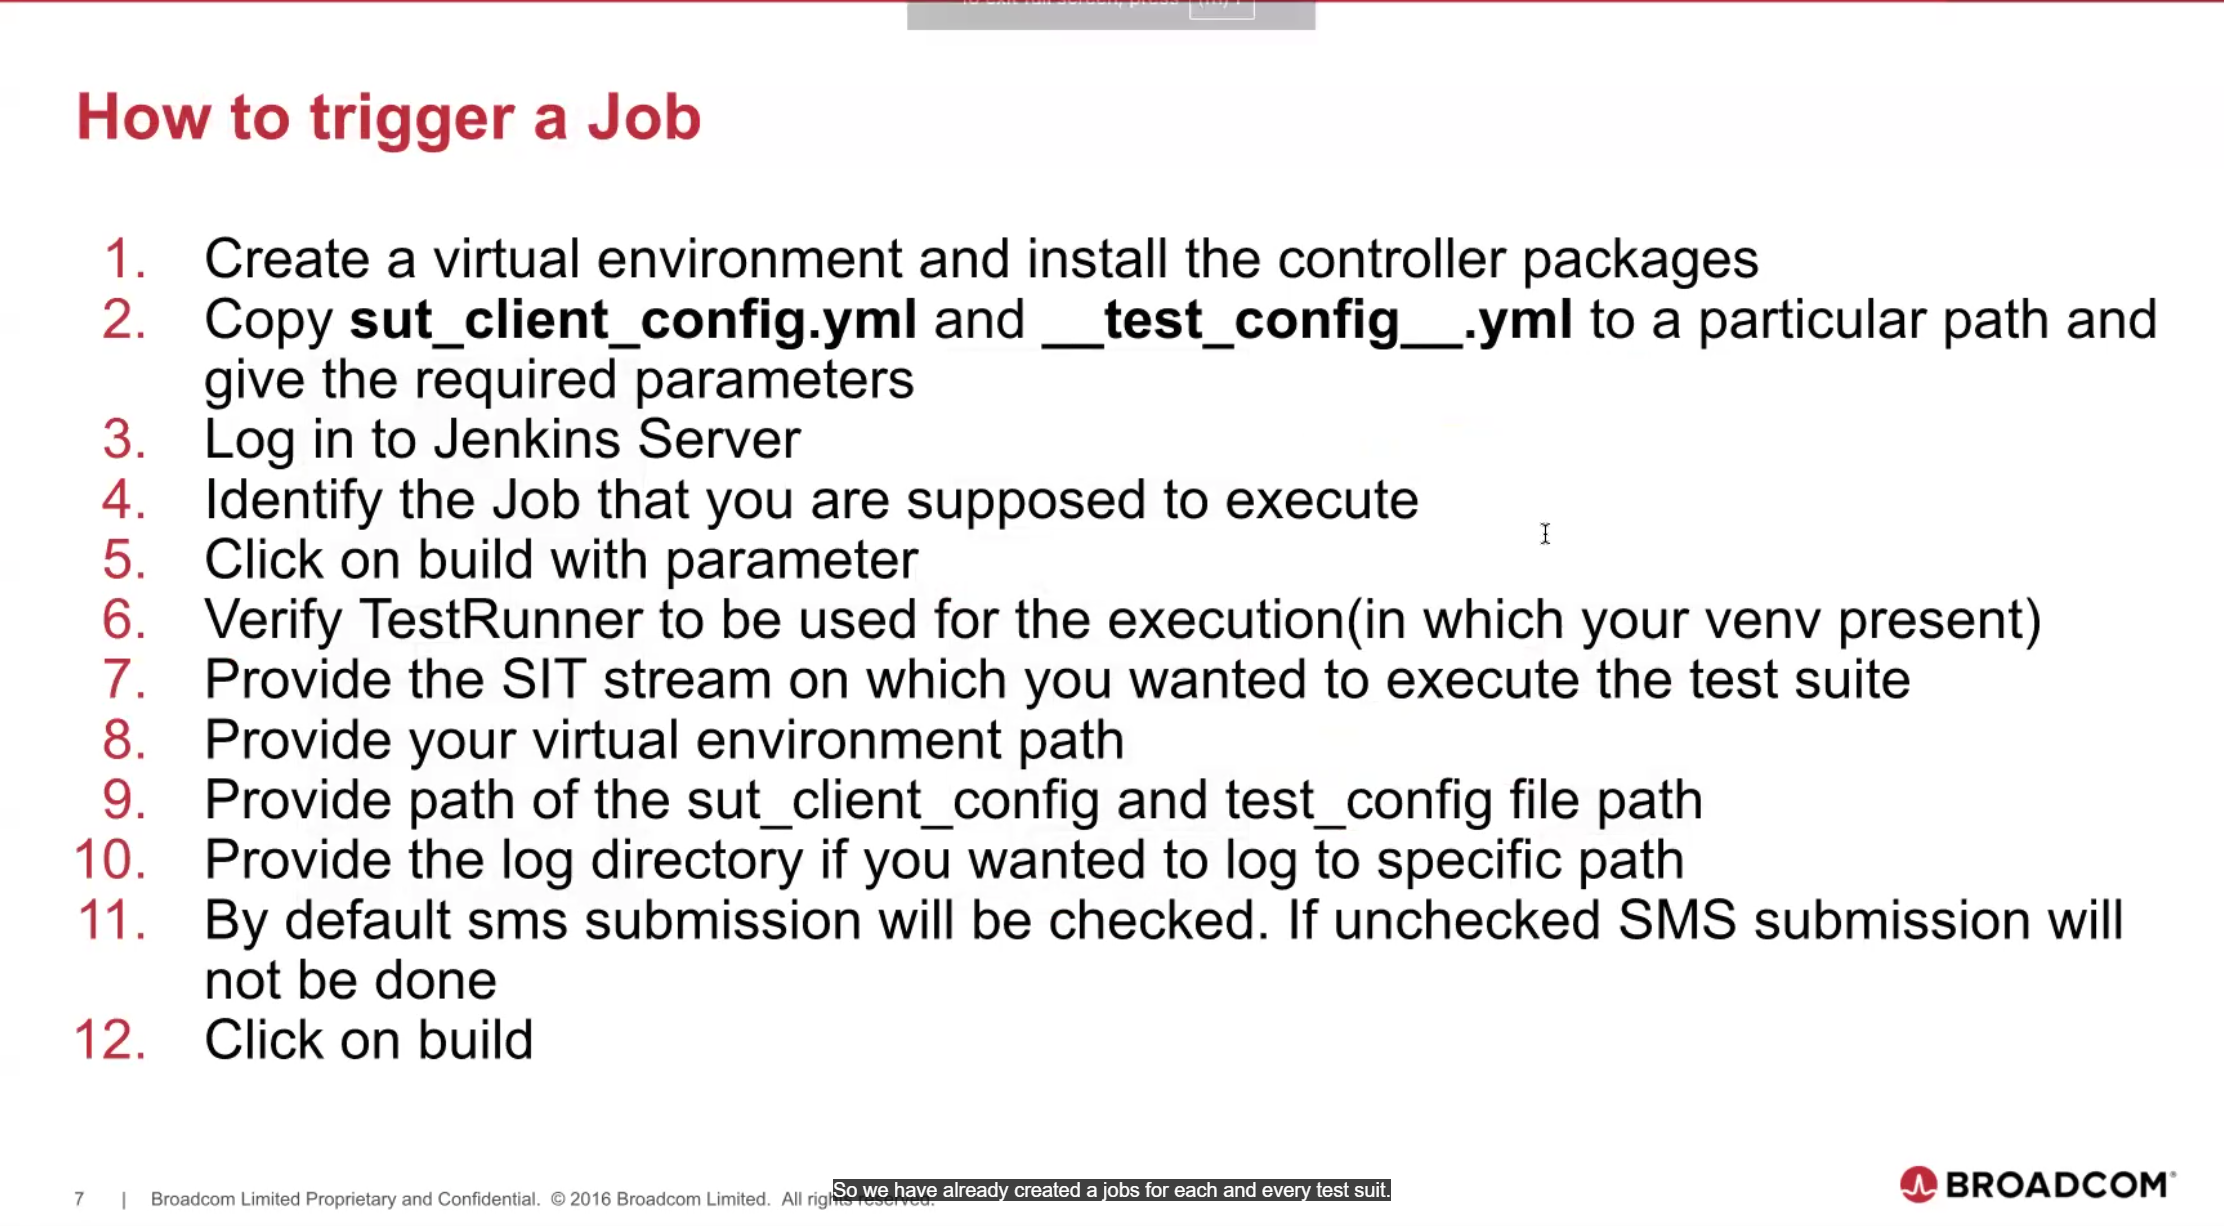 to exit full screen, press
How to trigger a Job
1. Create a virtual environment and install the controller packages
2. Copy sut_client_config.yml and __test_config__.yml to a particular path and
give the required parameters
3. Log in to Jenkins Server
4. Identify the Job that you are supposed to execute
5. Click on build with parameter
6. Verify TestRunner to be used for the execution(in which your venv present)
7. Provide the SIT stream on which you wanted to execute the test suite
8. Provide your virtual environment path
9. Provide path of the sut_client_config and test_config file path
10. Provide the log directory if you wanted to log to specific path
11. By default sms submission will be checked. If unchecked SMS submission will
not be done
12. Click on build
7 | Broadcom Limited Proprietary and Confidential. © 2016 Broadcom Limited. All rights reserved.
So we have already created a jobs for each and every test suit.
BROADCOM®